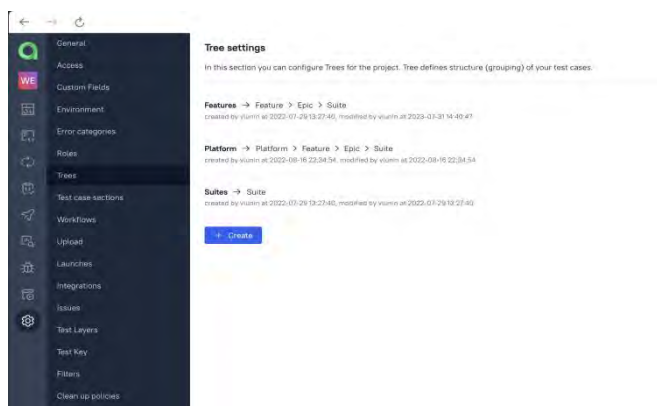 WE
General
Access
Custom Fields
Environment
Error categories
Roles
Trees
Test case sections
Workflows
Upload
Launches
Integrations
Issues
Test Layers
Test Key
Filters
Clean up policies
Tree settings
In this section you can configure Trees for the project. Tree defines structure (grouping) of your test cases.
Features → Feature > Epic > Suite
created by viunin at 2022-07-29 13:27:40, modified by viunin at 2023-07-31 14:40:47
Platform → Platform > Feature > Epic > Suite
created by viunin at 2022-08-16 22:34:54, modified by viunin at 2022-08-16 22:34:54
Suites → Suite
created by viunin at 2022-07-29 13:27:40, modified by viunin at 2022-07-29 13:27:40
+ Create